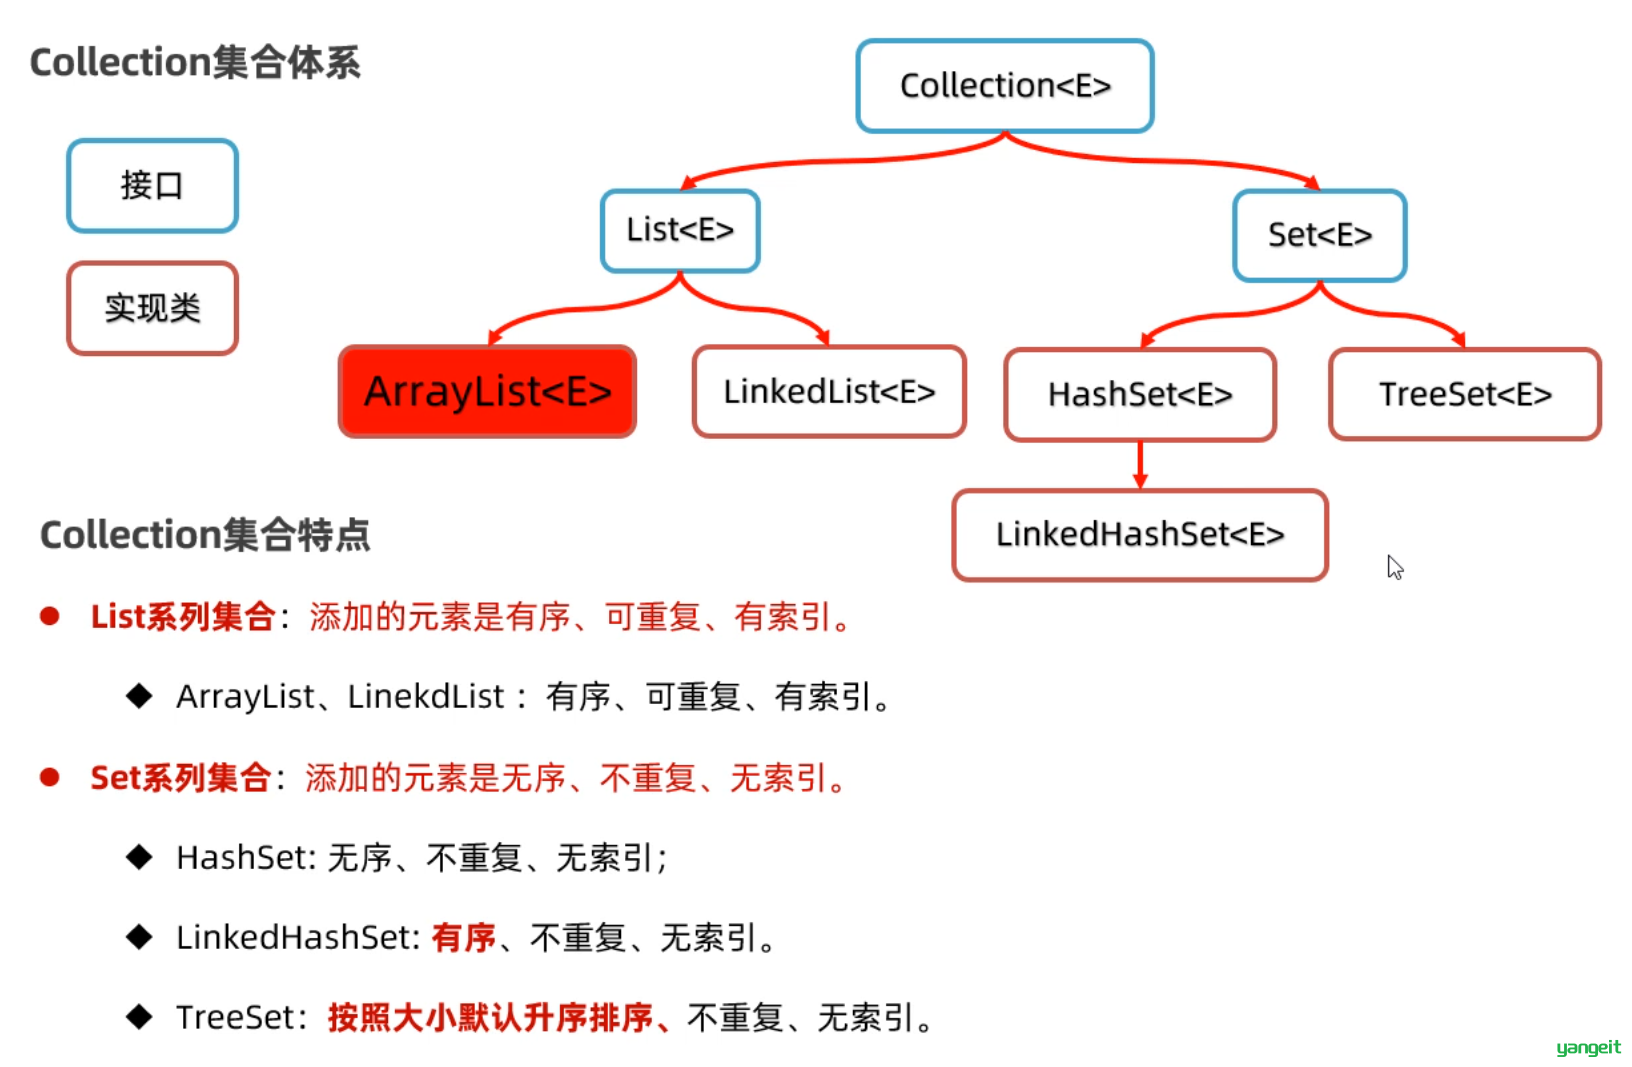 Collection集合体系
Collection<E>
接口
List<E>
Set<E>
实现类
ArrayList<E>
LinkedList<E>
HashSet<E>
TreeSet<E>
LinkedHashSet<E>
Collection集合特点
● List系列集合：添加的元素是有序、可重复、有索引。
◆ ArrayList、LinekdList ：有序、可重复、有索引。
● Set系列集合：添加的元素是无序、不重复、无索引。
◆ HashSet: 无序、不重复、无索引；
◆ LinkedHashSet: 有序、不重复、无索引。
◆ TreeSet：按照大小默认升序排序、不重复、无索引。
yangeit